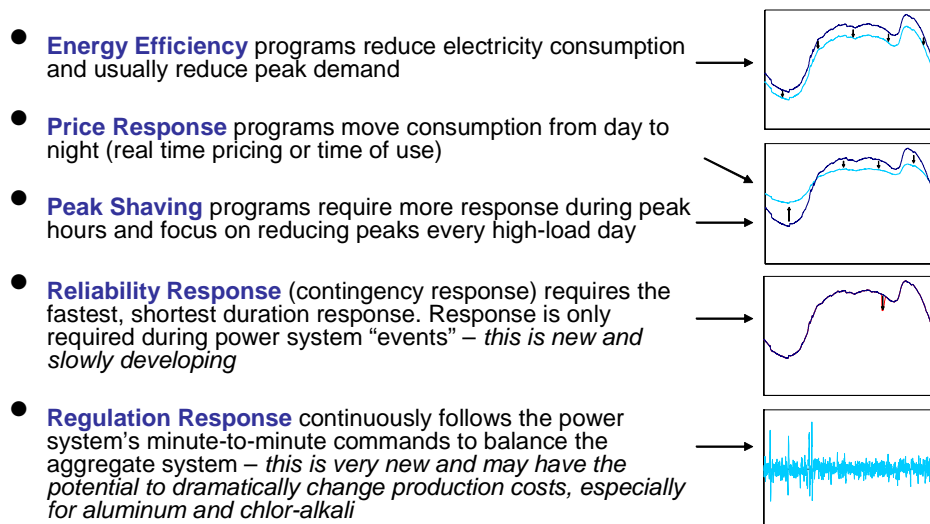 • Energy Efficiency programs reduce electricity consumption
and usually reduce peak demand
• Price Response programs move consumption from day to
night (real time pricing or time of use)
• Peak Shaving programs require more response during peak
hours and focus on reducing peaks every high-load day
• Reliability Response (contingency response) requires the
fastest, shortest duration response. Response is only
required during power system “events” – this is new and
slowly developing
• Regulation Response continuously follows the power
system’s minute-to-minute commands to balance the
aggregate system – this is very new and may have the
potential to dramatically change production costs, especially
for aluminum and chlor-alkali